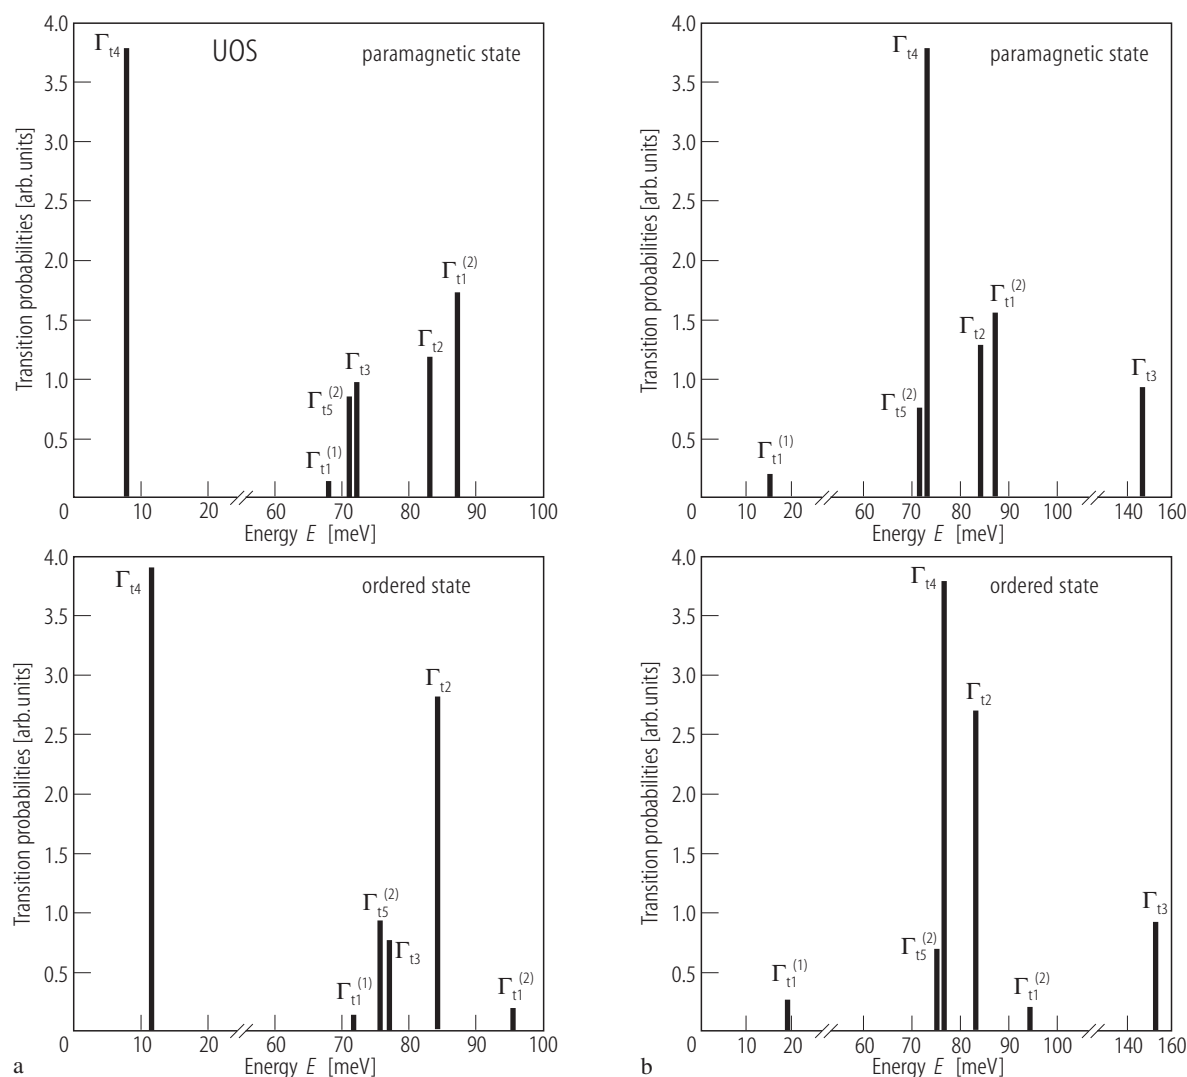 4.0
Γt4
UOS
paramagnetic state
3.5
3.0
2.5
2.0
1.5
1.0
0.5
Transition probabilities [arb. units]
Γt1(2)
Γt2
Γt3
Γt5(2)
Γt1(1)
0 10 20 60 70 80 90 100
Energy E [meV]
4.0
Γt4
paramagnetic state
3.5
3.0
2.5
2.0
1.5
1.0
0.5
Transition probabilities [arb. units]
Γt1(2)
Γt2
Γt3
Γt5(2)
Γt1(1)
0 10 20 70 80 90 100 140 160
Energy E [meV]
4.0
Γt4
ordered state
3.5
3.0
2.5
2.0
1.5
1.0
0.5
Transition probabilities [arb. units]
Γt2
Γt5(2)
Γt3
Γt1(1)
Γt1(2)
0 10 20 60 70 80 90 100
Energy E [meV]
a
4.0
Γt4
ordered state
3.5
3.0
2.5
2.0
1.5
1.0
0.5
Transition probabilities [arb. units]
Γt2
Γt3
Γt5(2)
Γt1(1)
Γt1(2)
0 10 20 70 80 90 100 140 160
Energy E [meV]
b